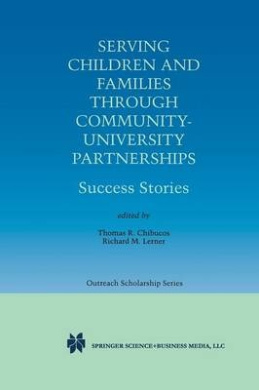 SERVING
CHILDREN AND
FAMILIES
THROUGH
COMMUNITY-
UNIVERSITY
PARTNERSHIPS
Success Stories
edited by
Thomas R. Chibucos
Richard M. Lerner
Outreach Scholarship Series
SPRINGER SCIENCE+BUSINESS MEDIA, LLC